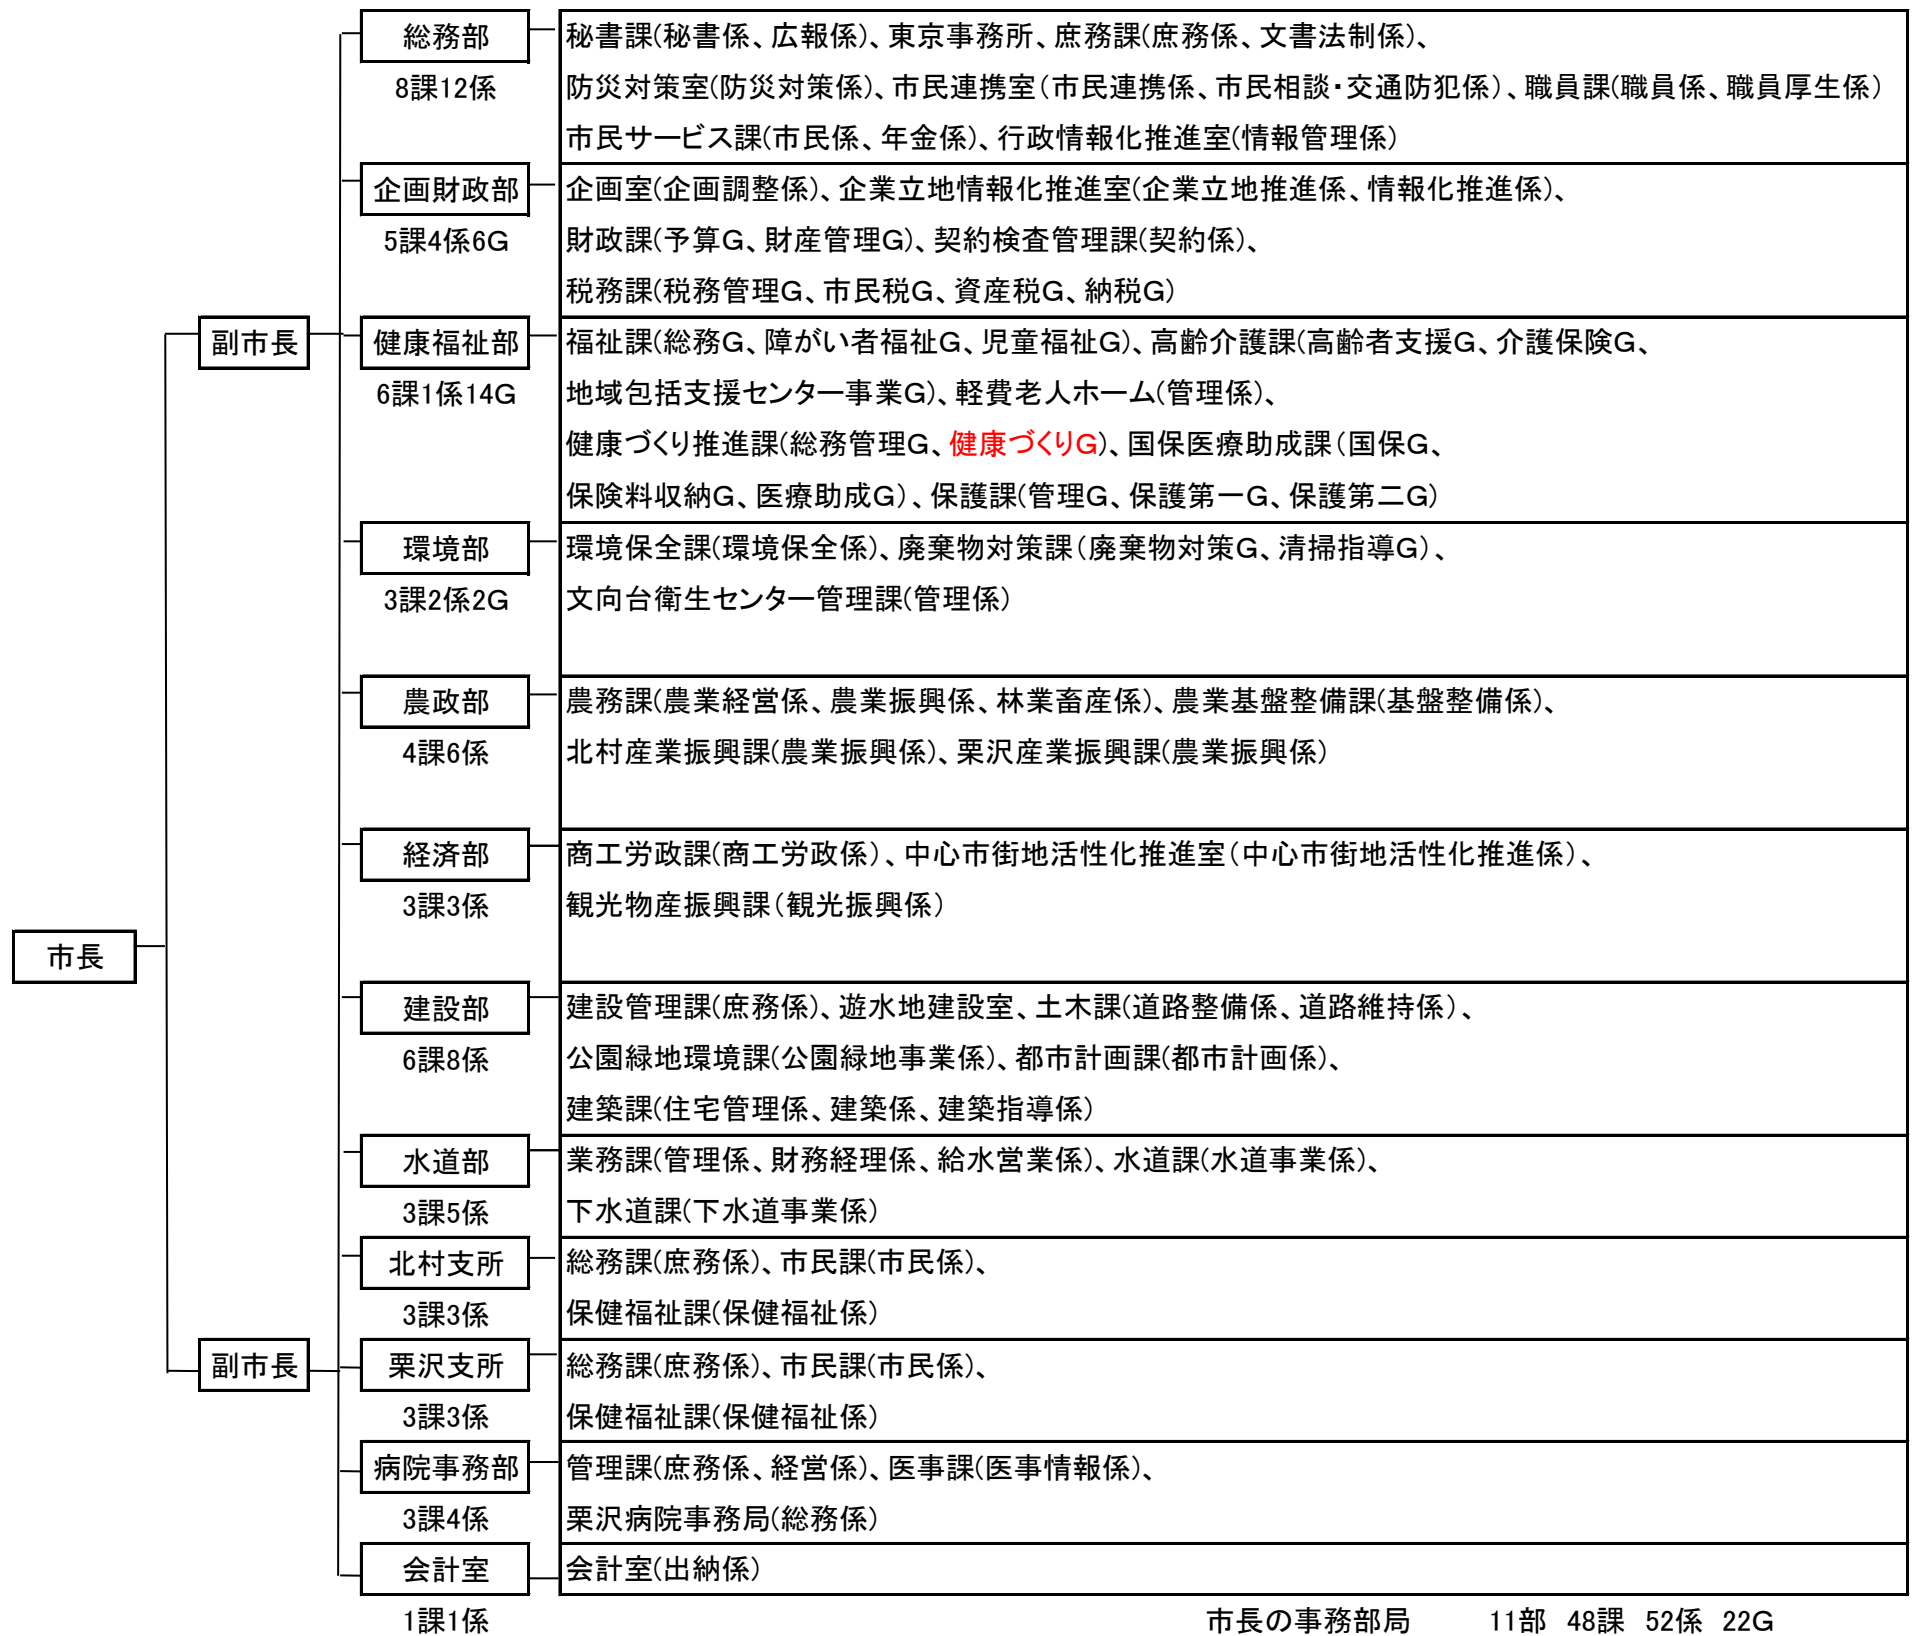 総務部
秘書課(秘書係、広報係)、東京事務所、庶務課(庶務係、文書法制係)、
8課12係
防災対策室(防災対策係)、市民連携室(市民連携係、市民相談・交通防犯係)、職員課(職員係、職員厚生係)
市民サービス課(市民係、年金係)、行政情報化推進室(情報管理係)
企画財政部
企画室(企画調整係)、企業立地情報化推進室(企業立地推進係、情報化推進係)、
5課4係6G
財政課(予算G、財産管理G)、契約検査管理課(契約係)、
税務課(税務管理G、市民税G、資産税G、納税G)
副市長
健康福祉部
福祉課(総務G、障がい者福祉G、児童福祉G)、高齢介護課(高齢者支援G、介護保険G、
6課1係14G
地域包括支援センター事業G)、軽費老人ホーム(管理係)、
健康づくり推進課(総務管理G、健康づくりG)、国保医療助成課(国保G、
保険料収納G、医療助成G)、保護課(管理G、保護第一G、保護第二G)
環境部
環境保全課(環境保全係)、廃棄物対策課(廃棄物対策G、清掃指導G)、
3課2係2G
文向台衛生センター管理課(管理係)
農政部
農務課(農業経営係、農業振興係、林業畜産係)、農業基盤整備課(基盤整備係)、
4課6係
北村産業振興課(農業振興係)、栗沢産業振興課(農業振興係)
経済部
商工労政課(商工労政係)、中心市街地活性化推進室(中心市街地活性化推進係)、
3課3係
観光物産振興課(観光振興係)
市長
建設部
建設管理課(庶務係)、遊水地建設室、土木課(道路整備係、道路維持係)、
6課8係
公園緑地環境課(公園緑地事業係)、都市計画課(都市計画係)、
建築課(住宅管理係、建築係、建築指導係)
水道部
業務課(管理係、財務経理係、給水営業係)、水道課(水道事業係)、
3課5係
下水道課(下水道事業係)
北村支所
総務課(庶務係)、市民課(市民係)、
3課3係
保健福祉課(保健福祉係)
副市長
栗沢支所
総務課(庶務係)、市民課(市民係)、
3課3係
保健福祉課(保健福祉係)
病院事務部
管理課(庶務係、経営係)、医事課(医事情報係)、
3課4係
栗沢病院事務局(総務係)
会計室
会計室(出納係)
1課1係
市長の事務部局 11部 48課 52係 22G